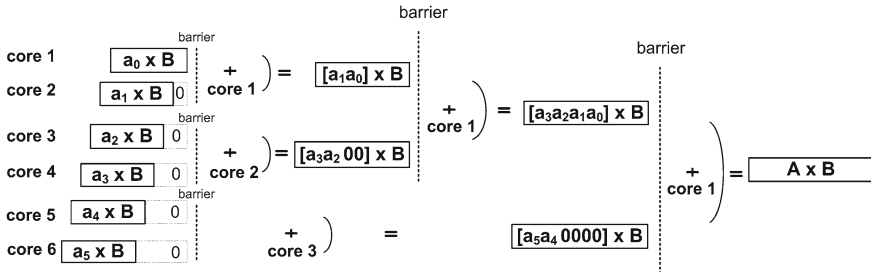 barrier
barrier
barrier
core 1 a₀ x B + core 1 = [a₁a₀] x B
core 2 a₁ x B 0
+ core 1 = [a₃a₂a₁a₀] x B
barrier
core 3 a₂ x B 0
core 4 a₃ x B 0 + core 2 = [a₃a₂ 00] x B
+ core 1 = A x B
barrier
core 5 a₄ x B 0
core 6 a₅ x B 0 + core 3 = [a₅a₄ 0000] x B